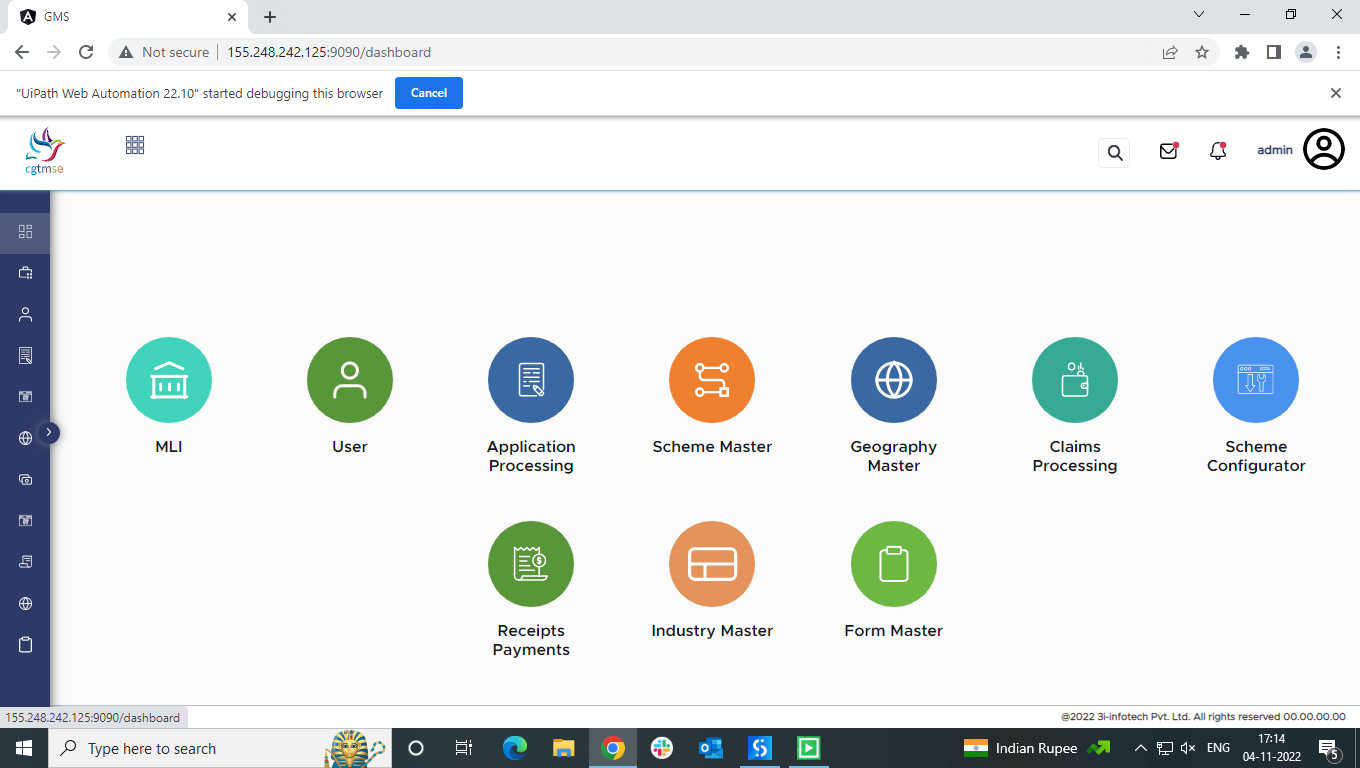 GMS
Not secure
155.248.242.125:9090/dashboard
"UiPath Web Automation 22.10" started debugging this browser
Cancel
cgtmse
admin
MLI
User
Application
Processing
Scheme Master
Geography
Master
Claims
Processing
Scheme
Configurator
Receipts
Payments
Industry Master
Form Master
155.248.242.125:9090/dashboard
@2022 3i-infotech Pvt. Ltd. All rights reserved 00.00.00.00
Type here to search
Indian Rupee
ENG
17:14
04-11-2022
5